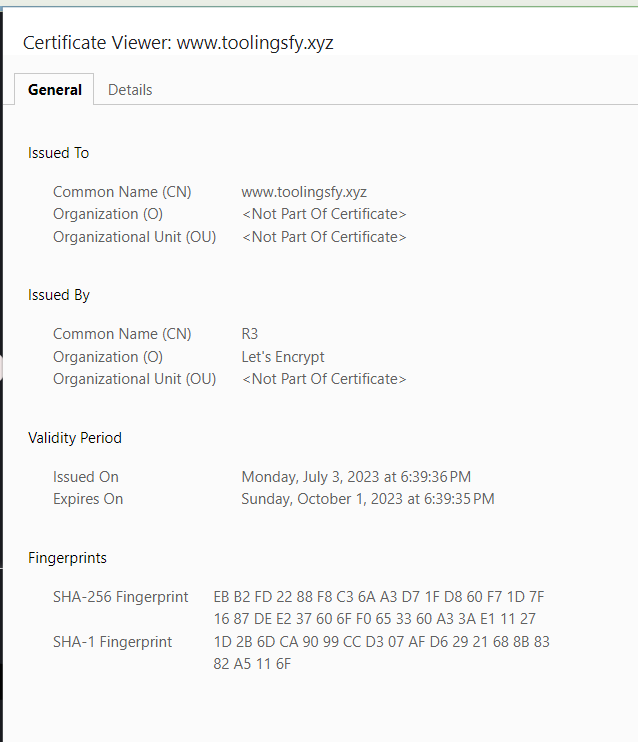 Certificate Viewer: www.toolingsfy.xyz
General Details
Issued To
Common Name (CN) www.toolingsfy.xyz
Organization (O) <Not Part Of Certificate>
Organizational Unit (OU) <Not Part Of Certificate>
Issued By
Common Name (CN) R3
Organization (O) Let's Encrypt
Organizational Unit (OU) <Not Part Of Certificate>
Validity Period
Issued On Monday, July 3, 2023 at 6:39:36 PM
Expires On Sunday, October 1, 2023 at 6:39:35 PM
Fingerprints
SHA-256 Fingerprint EB B2 FD 22 88 F8 C3 6A A3 D7 1F D8 60 F7 1D 7F
16 87 DE E2 37 60 6F F0 65 33 60 A3 3A E1 11 27
SHA-1 Fingerprint 1D 2B 6D CA 90 99 CC D3 07 AF D6 29 21 68 8B 83
82 A5 11 6F